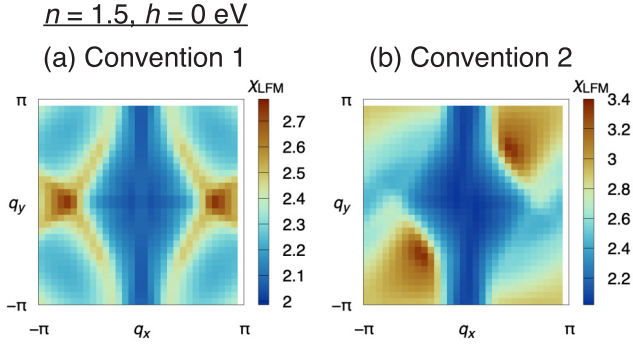 n = 1.5, h = 0 eV
(a) Convention 1
(b) Convention 2
χLFM
π
qy
−π
−π
qx
π
2.7
2.6
2.5
2.4
2.3
2.2
2.1
2
χLFM
π
qy
−π
−π
qx
π
3.4
3.2
3
2.8
2.6
2.4
2.2